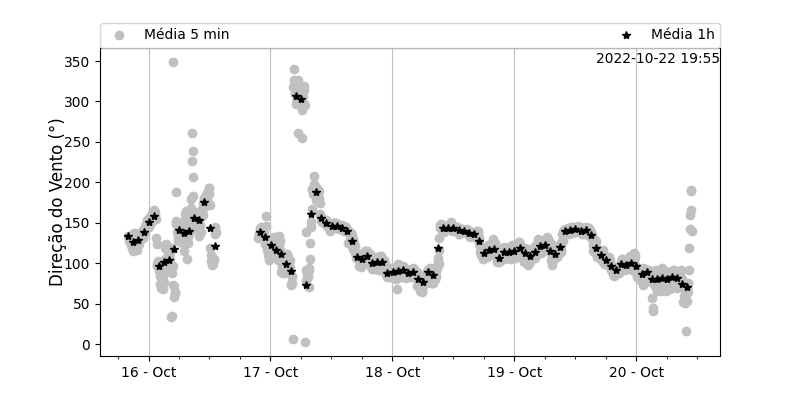 Média 5 min
Média 1h
2022-10-22 19:55
Direção do Vento (°)
350
300
250
200
150
100
50
0
16 - Oct
17 - Oct
18 - Oct
19 - Oct
20 - Oct